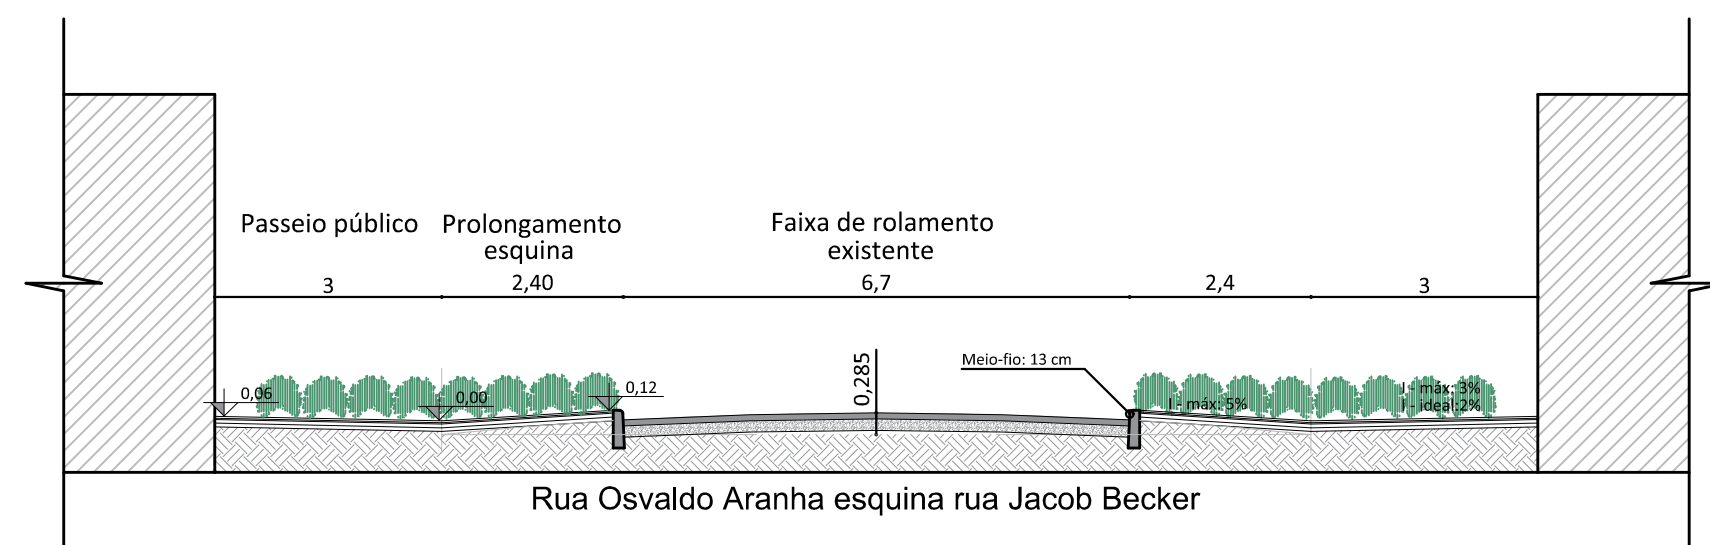 Passeio público
Prolongamento
esquina
Faixa de rolamento
existente
3
2,40
6,7
2,4
3
0,285
Meio-fio: 13 cm
0,06
0,00
0,12
I - máx: 5%
I - máx: 3%
I - ideal:2%
Rua Osvaldo Aranha esquina rua Jacob Becker